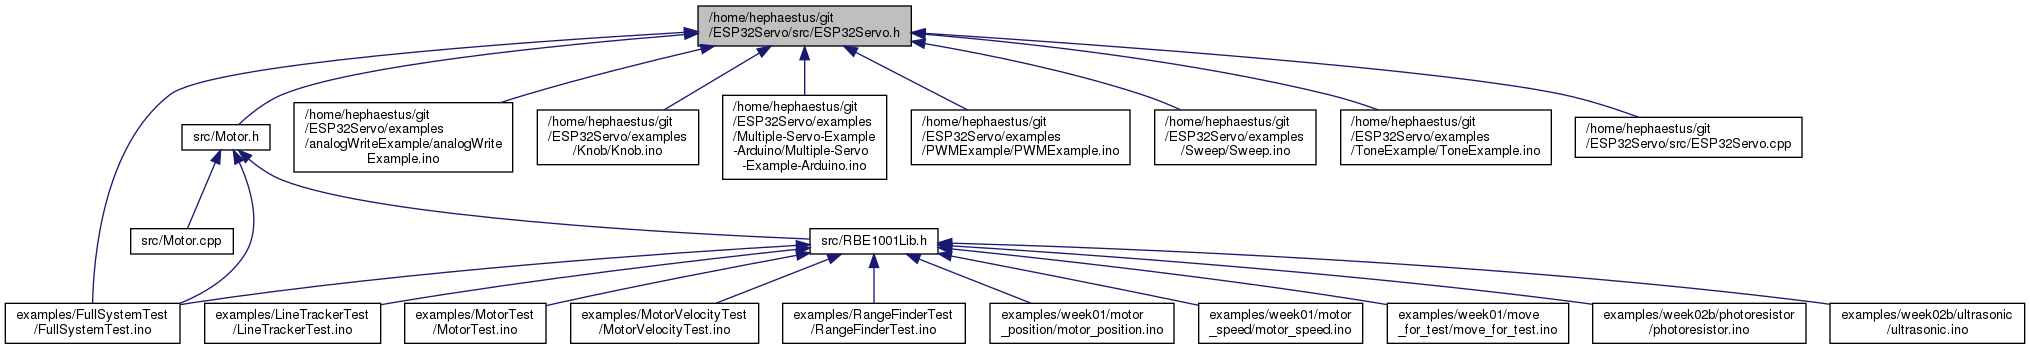 /home/hephaestus/git
/ESP32Servo/src/ESP32Servo.h
src/Motor.h
/home/hephaestus/git
/ESP32Servo/examples
/analogWriteExample/analogWrite
Example.ino
/home/hephaestus/git
/ESP32Servo/examples
/Knob/Knob.ino
/home/hephaestus/git
/ESP32Servo/examples
/Multiple-Servo-Example
-Arduino/Multiple-Servo
-Example-Arduino.ino
/home/hephaestus/git
/ESP32Servo/examples
/PWMExample/PWMExample.ino
/home/hephaestus/git
/ESP32Servo/examples
/Sweep/Sweep.ino
/home/hephaestus/git
/ESP32Servo/examples
/ToneExample/ToneExample.ino
/home/hephaestus/git
/ESP32Servo/src/ESP32Servo.cpp
src/Motor.cpp
src/RBE1001Lib.h
examples/FullSystemTest
/FullSystemTest.ino
examples/LineTrackerTest
/LineTrackerTest.ino
examples/MotorTest
/MotorTest.ino
examples/MotorVelocityTest
/MotorVelocityTest.ino
examples/RangeFinderTest
/RangeFinderTest.ino
examples/week01/motor
_position/motor_position.ino
examples/week01/motor
_speed/motor_speed.ino
examples/week01/move
_for_test/move_for_test.ino
examples/week02b/photoresistor
/photoresistor.ino
examples/week02b/ultrasonic
/ultrasonic.ino